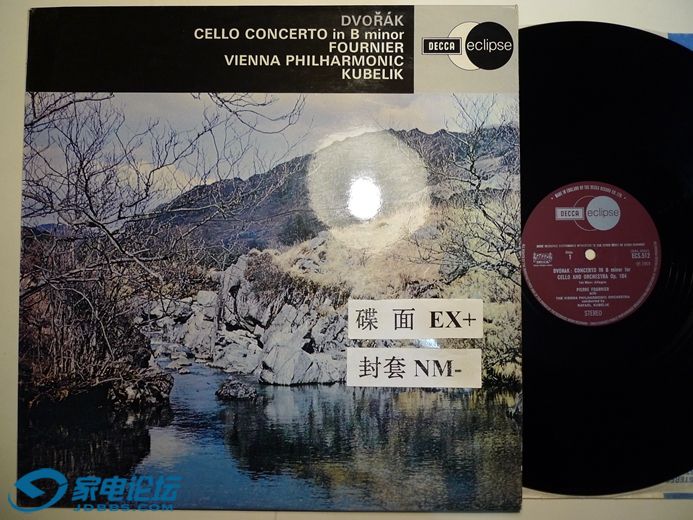 DVOŘÁK
CELLO CONCERTO in B minor
FOURNIER
VIENNA PHILHARMONIC
KUBELIK
DECCA eclipse
碟 面 EX+
封套 NM-
DECCA eclipse
ECS.512
DVORAK: CONCERTO IN B minor for
CELLO AND ORCHESTRA Op. 104
PIERRE FOURNIER
THE VIENNA PHILHARMONIC ORCHESTRA
RAFAEL KUBELIK
STEREO
家电论坛
JDBBS.COM